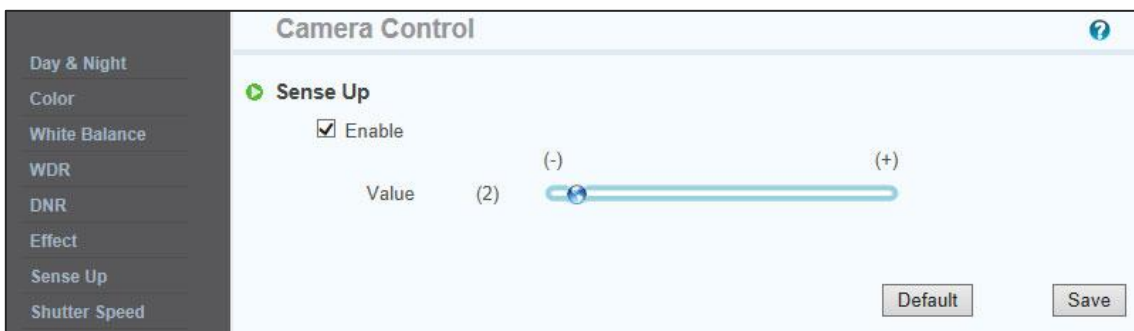 Camera Control
?
Day & Night
Color
White Balance
WDR
DNR
Effect
Sense Up
Shutter Speed
Sense Up
Enable
(-) (+)
Value (2)
Default Save